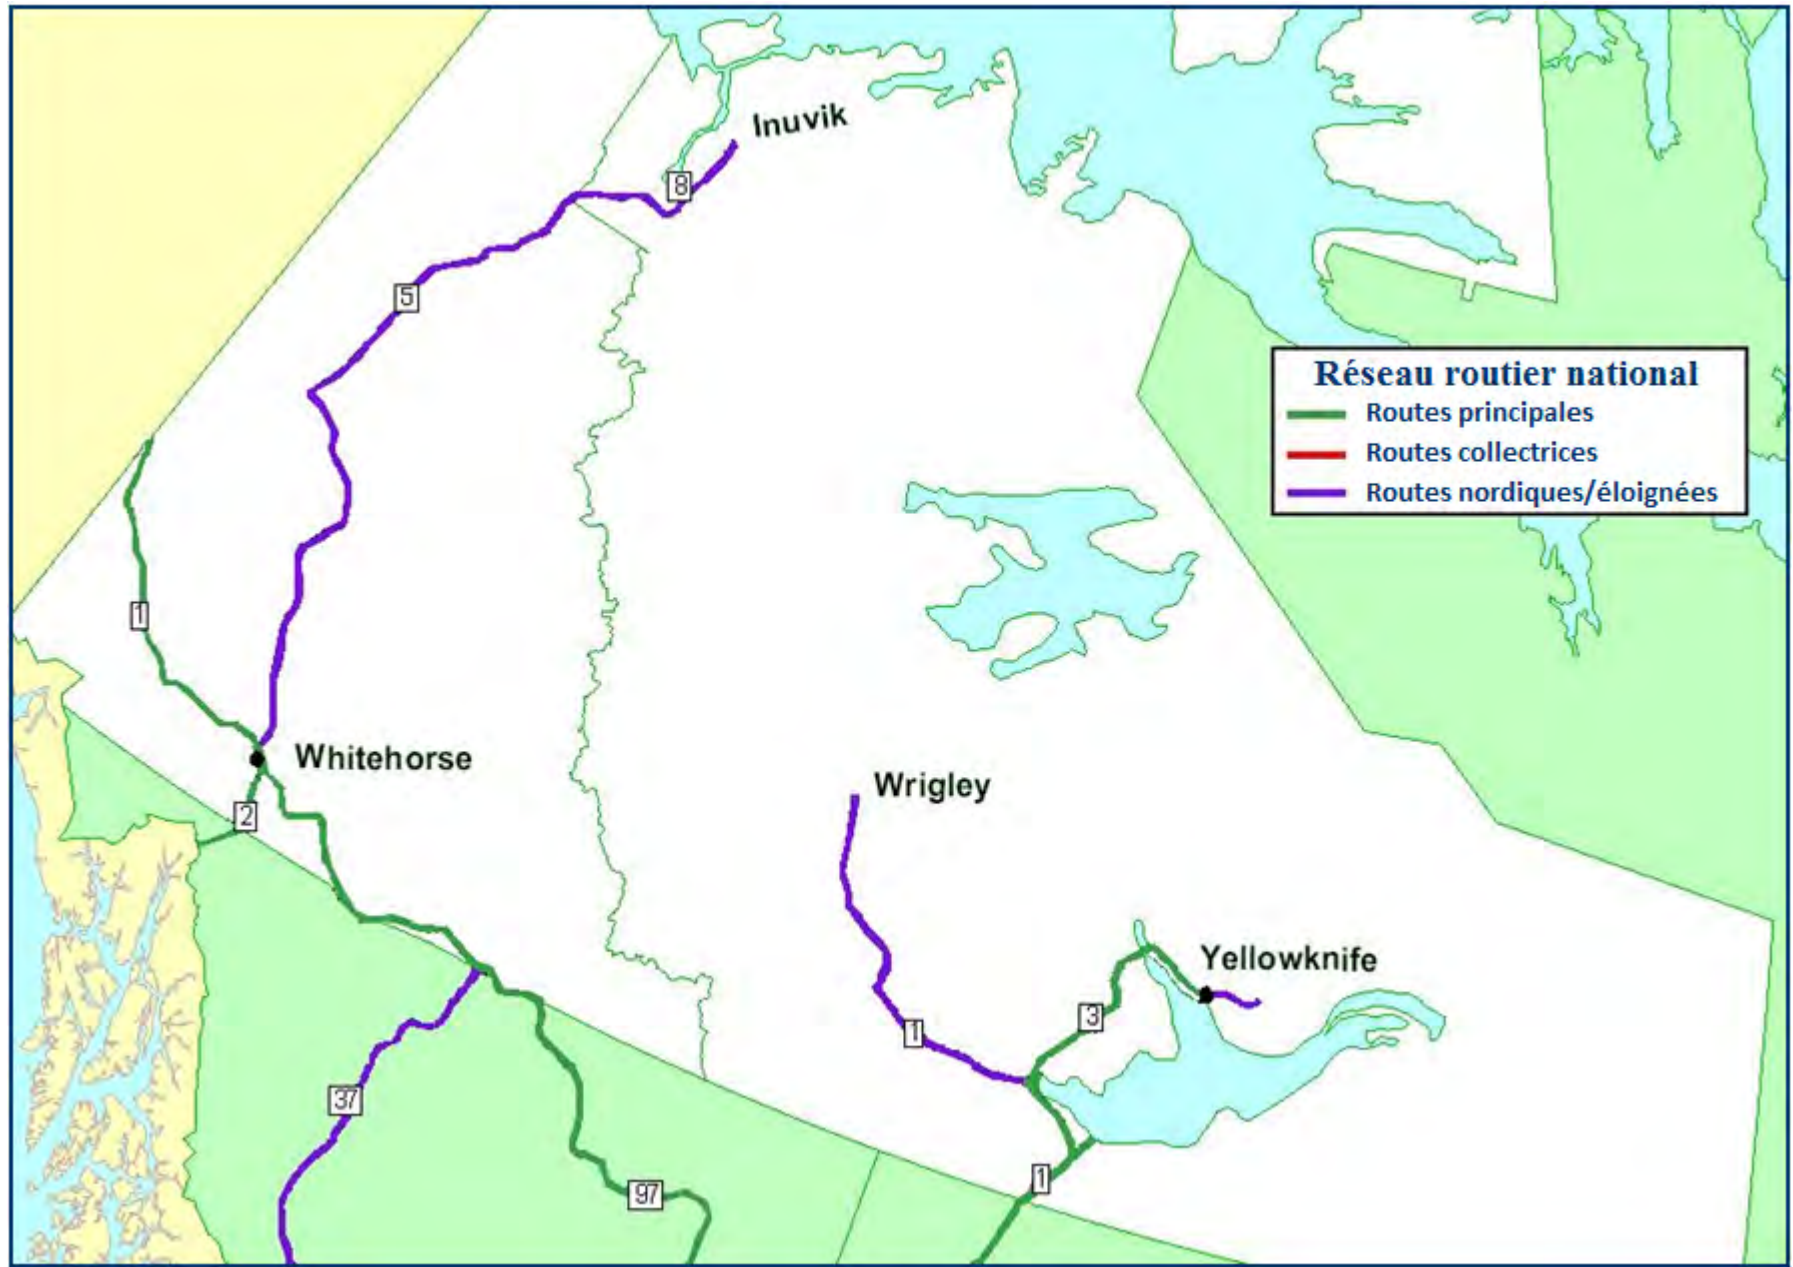 Inuvik
8
5
Réseau routier national
Routes principales
Routes collectrices
Routes nordiques/éloignées
1
Whitehorse
2
Wrigley
Yellowknife
3
1
37
1
97